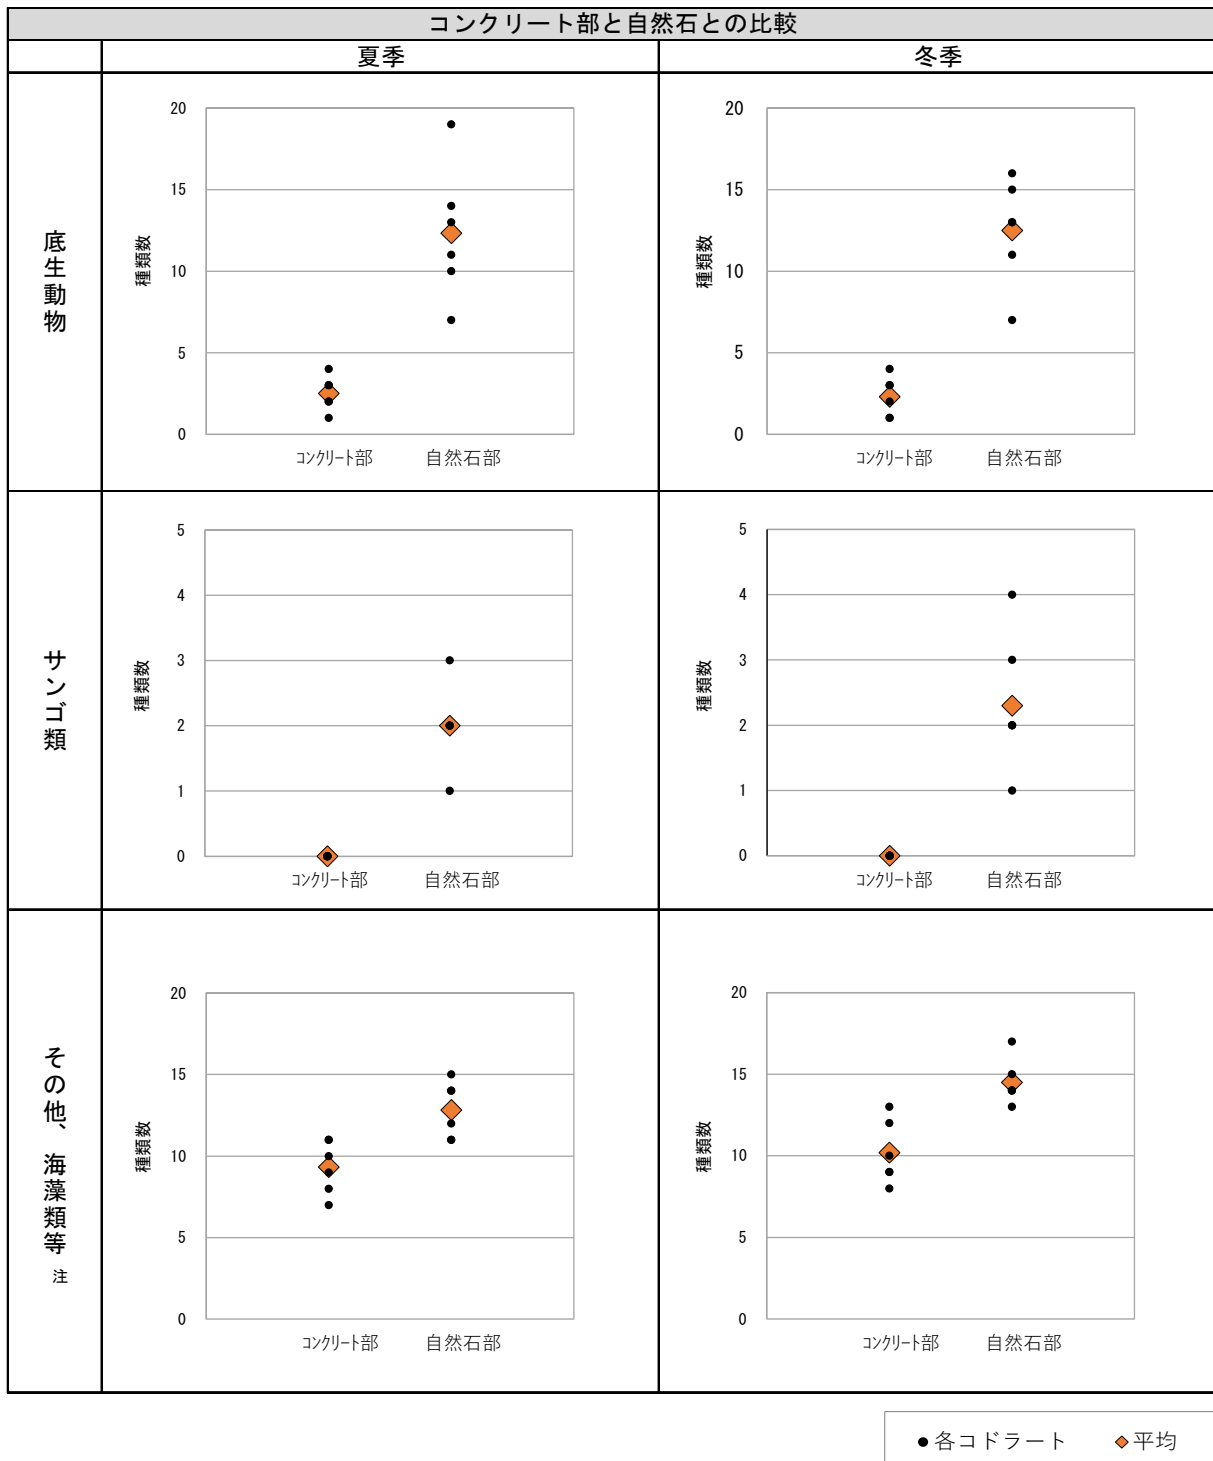 コンクリート部と自然石との比較
夏季
冬季
底生動物
種類数
20
15
10
5
0
ｺﾝｸﾘｰﾄ部
自然石部
種類数
20
15
10
5
0
ｺﾝｸﾘｰﾄ部
自然石部
サンゴ類
種類数
5
4
3
2
1
0
ｺﾝｸﾘｰﾄ部
自然石部
種類数
5
4
3
2
1
0
ｺﾝｸﾘｰﾄ部
自然石部
その他、海藻類等 注
種類数
20
15
10
5
0
ｺﾝｸﾘｰﾄ部
自然石部
種類数
20
15
10
5
0
ｺﾝｸﾘｰﾄ部
自然石部
各コドラート
平均